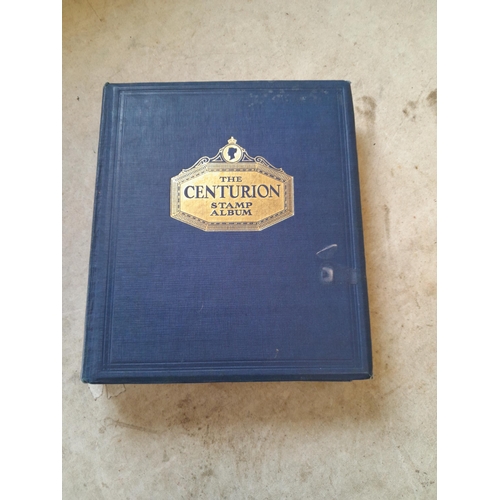 THE
CENTURION
STAMP
ALBUM